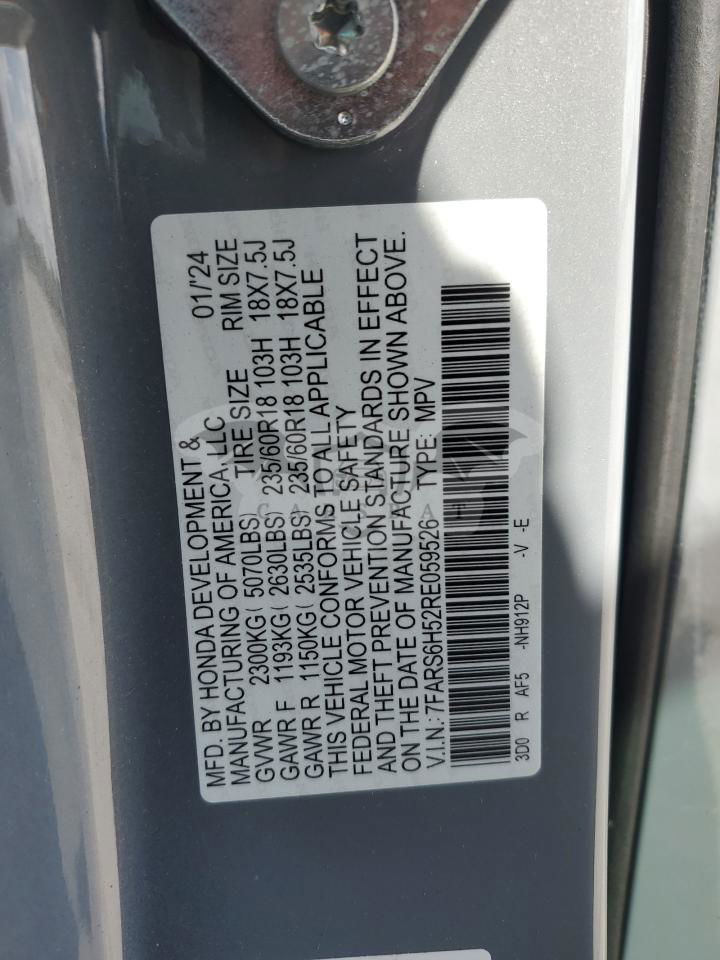 MFD. BY HONDA DEVELOPMENT &
MANUFACTURING OF AMERICA, LLC 01/'24
GVWR 2300KG( 5070LBS) TIRE SIZE RIM SIZE
GAWR F 1193KG( 2630LBS) 235/60R18 103H 18X7.5J
GAWR R 1150KG( 2535LBS) 235/60R18 103H 18X7.5J
THIS VEHICLE CONFORMS TO ALL APPLICABLE
FEDERAL MOTOR VEHICLE SAFETY
AND THEFT PREVENTION STANDARDS IN EFFECT
ON THE DATE OF MANUFACTURE SHOWN ABOVE.
V.I.N.: 7FARS6H52RE059526 TYPE: MPV
3D0 R AF5 -NH912P -V -E